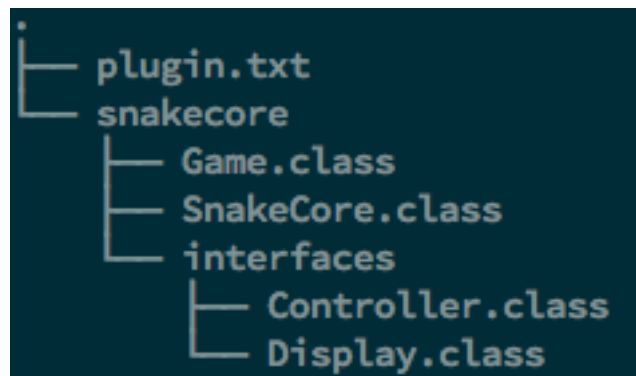 .
├── plugin.txt
└── snakecore
    ├── Game.class
    ├── SnakeCore.class
    └── interfaces
        ├── Controller.class
        └── Display.class